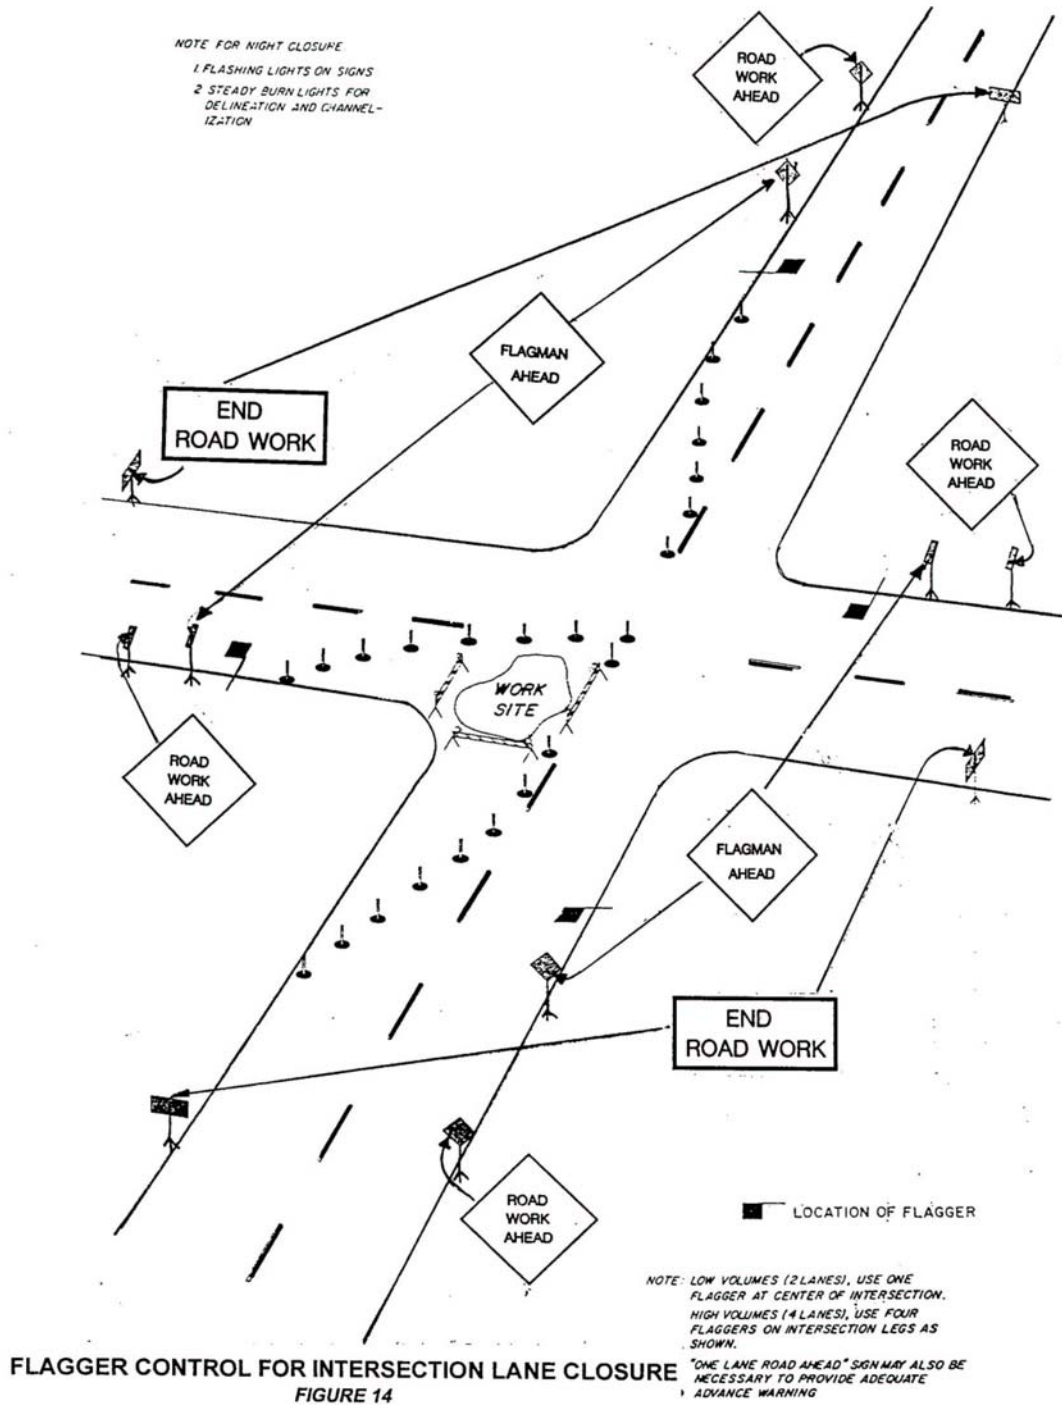 NOTE FOR NIGHT CLOSURE
1 FLASHING LIGHTS ON SIGNS
2 STEADY BURN LIGHTS FOR
DELINEATION AND CHANNEL-
IZATION
ROAD
WORK
AHEAD
FLAGMAN
AHEAD
END
ROAD WORK
ROAD
WORK
AHEAD
WORK
SITE
ROAD
WORK
AHEAD
FLAGMAN
AHEAD
END
ROAD WORK
ROAD
WORK
AHEAD
LOCATION OF FLAGGER
NOTE: LOW VOLUMES (2 LANES), USE ONE
FLAGGER AT CENTER OF INTERSECTION.
HIGH VOLUMES (4 LANES), USE FOUR
FLAGGERS ON INTERSECTION LEGS AS
SHOWN.
"ONE LANE ROAD AHEAD" SIGN MAY ALSO BE
NECESSARY TO PROVIDE ADEQUATE
ADVANCE WARNING
FLAGGER CONTROL FOR INTERSECTION LANE CLOSURE
FIGURE 14